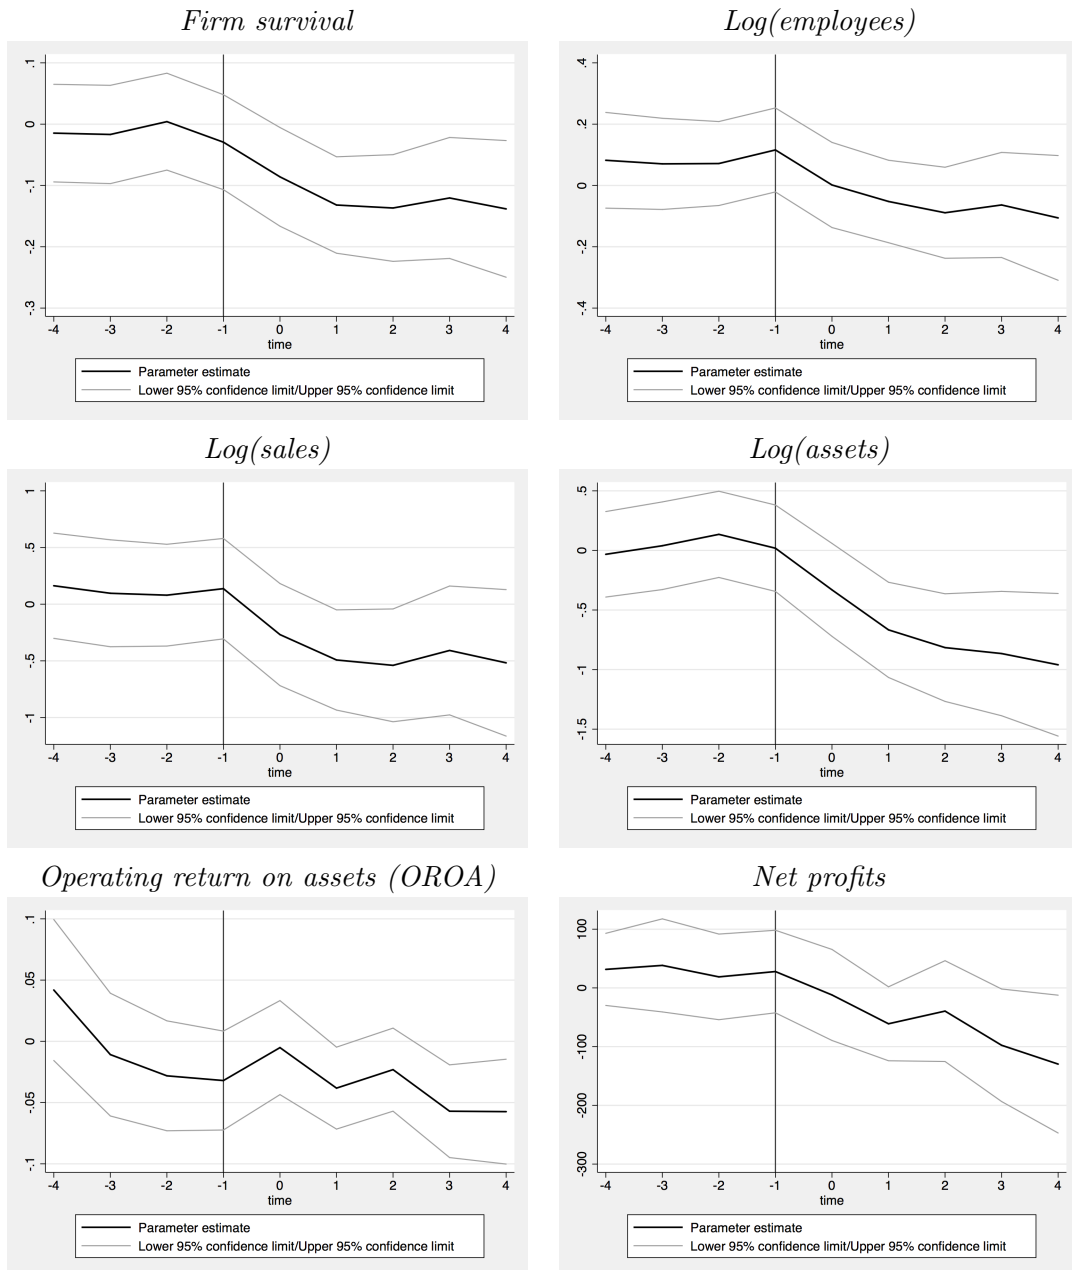 Firm survival
Log(employees)
.1
0
-.1
-.2
-.3
-4 -3 -2 -1 0 1 2 3 4
time
Parameter estimate
Lower 95% confidence limit/Upper 95% confidence limit
.4
.2
0
-.2
-.4
-4 -3 -2 -1 0 1 2 3 4
time
Parameter estimate
Lower 95% confidence limit/Upper 95% confidence limit
Log(sales)
Log(assets)
1
.5
0
-.5
-1
-4 -3 -2 -1 0 1 2 3 4
time
Parameter estimate
Lower 95% confidence limit/Upper 95% confidence limit
.5
0
-.5
-1
-1.5
-4 -3 -2 -1 0 1 2 3 4
time
Parameter estimate
Lower 95% confidence limit/Upper 95% confidence limit
Operating return on assets (OROA)
Net profits
.1
.05
0
-.05
-.1
-4 -3 -2 -1 0 1 2 3 4
time
Parameter estimate
Lower 95% confidence limit/Upper 95% confidence limit
100
0
-100
-200
-300
-4 -3 -2 -1 0 1 2 3 4
time
Parameter estimate
Lower 95% confidence limit/Upper 95% confidence limit